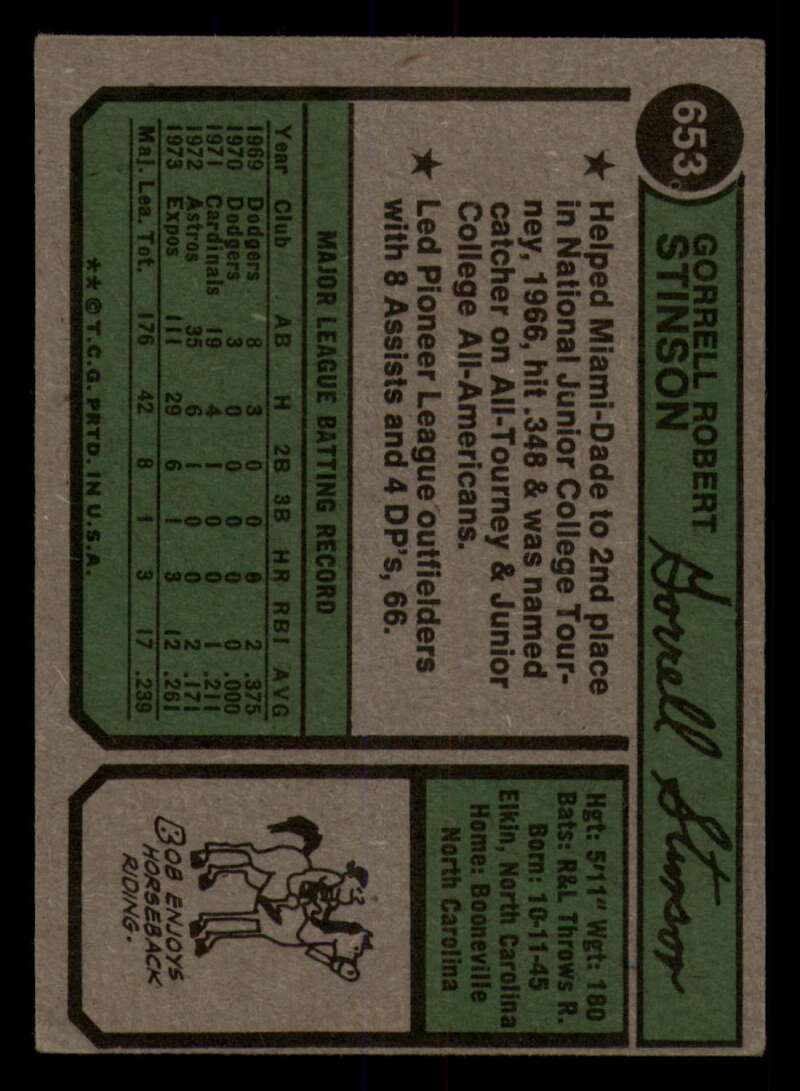 653
GORRELL ROBERT
STINSON
Gorrell Stinson
★ Helped Miami-Dade to 2nd place
in National Junior College Tour-
ney, 1966, hit .348 & was named
catcher on All-Tourney & Junior
College All-Americans.
★ Led Pioneer League outfielders
with 8 Assists and 4 DP's, 66.
MAJOR LEAGUE BATTING RECORD
Year Club AB H 2B 3B HR RBI AVG
1969 Dodgers 8 3 0 0 0 2 .375
1970 Dodgers 3 0 0 0 0 0 .000
1971 Cardinals 19 4 1 0 0 1 .211
1972 Astros 35 6 1 0 0 2 .171
1973 Expos 111 29 6 1 3 12 .261
Maj. Lea. Tot. 176 42 8 1 3 17 .239
** © T.C.G. PRTD. IN U.S.A.
Hgt: 5'11" Wgt: 180
Bats: R&L Throws R.
Born: 10-11-45
Elkin, North Carolina
Home: Booneville
North Carolina
BOB ENJOYS
HORSEBACK
RIDING.